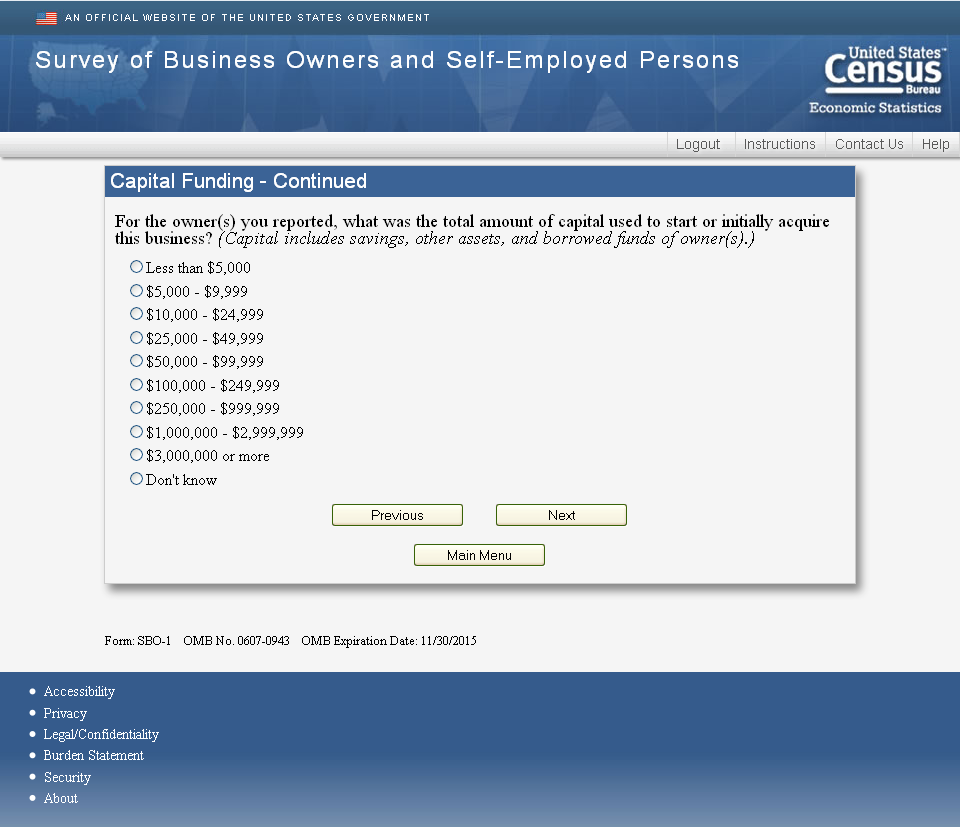 AN OFFICIAL WEBSITE OF THE UNITED STATES GOVERNMENT
Survey of Business Owners and Self-Employed Persons
United States™
Census
Bureau
Economic Statistics
Logout Instructions Contact Us Help
Capital Funding - Continued
For the owner(s) you reported, what was the total amount of capital used to start or initially acquire
this business? (Capital includes savings, other assets, and borrowed funds of owner(s).)
Less than $5,000
$5,000 - $9,999
$10,000 - $24,999
$25,000 - $49,999
$50,000 - $99,999
$100,000 - $249,999
$250,000 - $999,999
$1,000,000 - $2,999,999
$3,000,000 or more
Don't know
Previous Next
Main Menu
Form: SBO-1 OMB No. 0607-0943 OMB Expiration Date: 11/30/2015
Accessibility
Privacy
Legal/Confidentiality
Burden Statement
Security
About